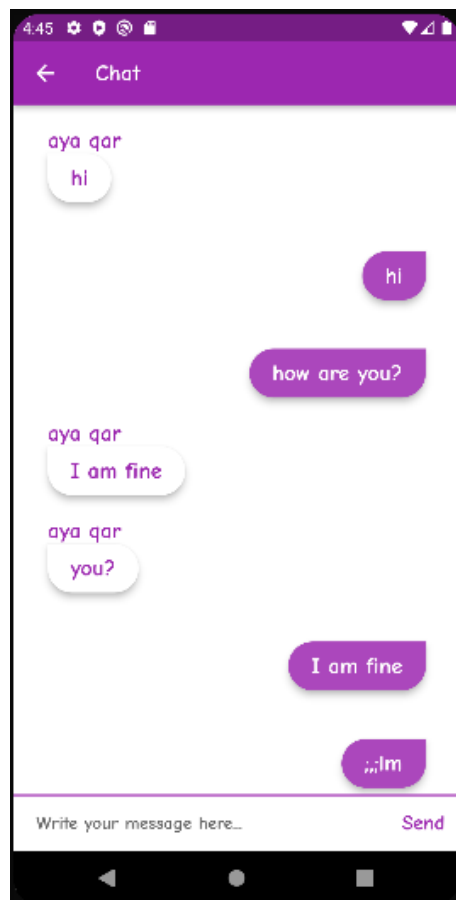 4:45
Chat
aya qar
hi
hi
how are you?
aya qar
I am fine
aya qar
you?
I am fine
;,;lm
Write your message here...
Send